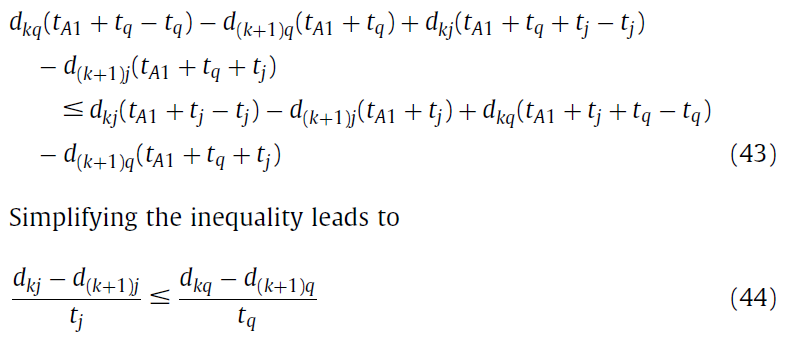 d_{kq}(t_{A1} + t_q − t_q) − d_{(k+1)q}(t_{A1} + t_q) + d_{kj}(t_{A1} + t_q + t_j − t_j)
− d_{(k+1)j}(t_{A1} + t_q + t_j)
≤ d_{kj}(t_{A1} + t_j − t_j) − d_{(k+1)j}(t_{A1} + t_j) + d_{kq}(t_{A1} + t_j + t_q − t_q)
− d_{(k+1)q}(t_{A1} + t_q + t_j) (43)
Simplifying the inequality leads to
\frac{d_{kj} − d_{(k+1)j}}{t_j} ≤ \frac{d_{kq} − d_{(k+1)q}}{t_q} (44)